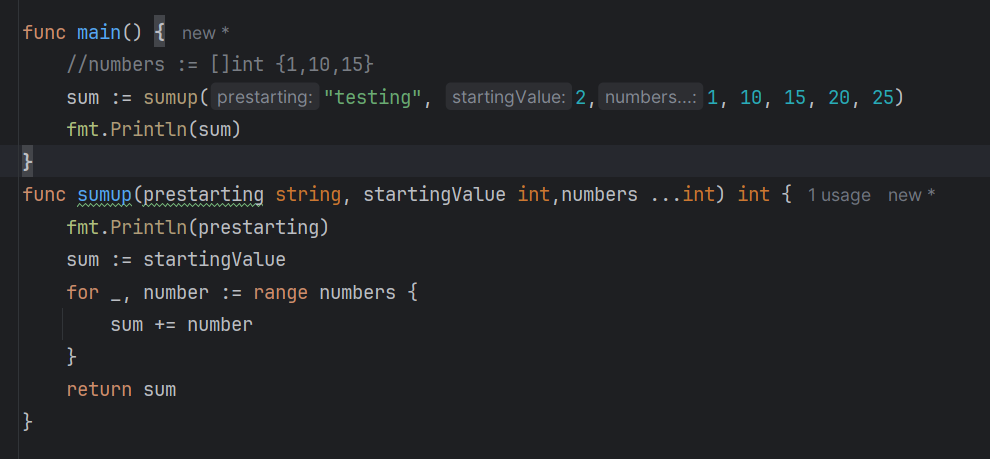 func main() { new *
//numbers := []int {1,10,15}
sum := sumup( prestarting: "testing", startingValue: 2, numbers...: 1, 10, 15, 20, 25)
fmt.Println(sum)
}
func sumup(prestarting string, startingValue int,numbers ...int) int { 1 usage new *
fmt.Println(prestarting)
sum := startingValue
for _, number := range numbers {
sum += number
}
return sum
}